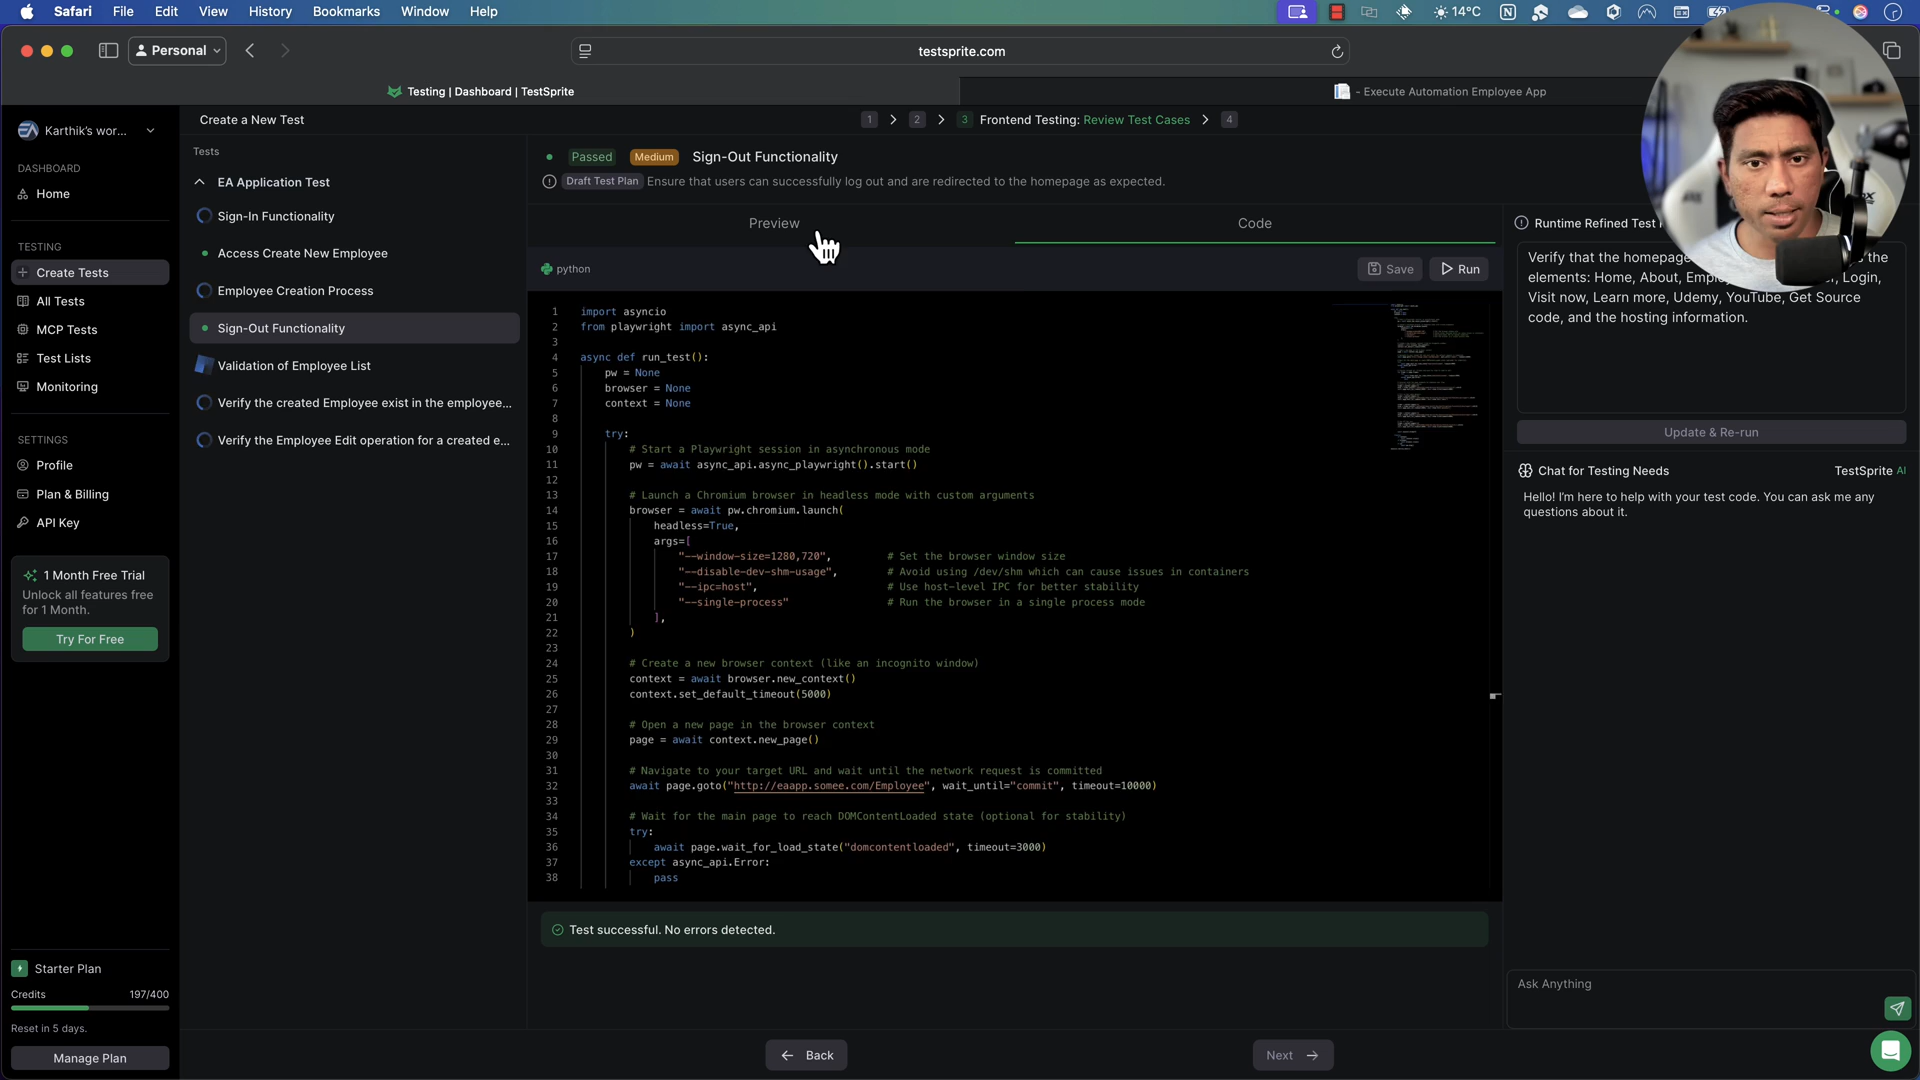 Safari File Edit View History Bookmarks Window Help
14°C
Personal
testsprite.com
Testing | Dashboard | TestSprite
- Execute Automation Employee App
Karthik's wor...
Create a New Test
1 > 2 > 3 Frontend Testing: Review Test Cases > 4
DASHBOARD
Home
TESTING
Create Tests
All Tests
MCP Tests
Test Lists
Monitoring
SETTINGS
Profile
Plan & Billing
API Key
1 Month Free Trial
Unlock all features free
for 1 Month.
Try For Free
Starter Plan
Credits 197/400
Reset in 5 days.
Manage Plan
Tests
EA Application Test
Sign-In Functionality
Access Create New Employee
Employee Creation Process
Sign-Out Functionality
Validation of Employee List
Verify the created Employee exist in the employee...
Verify the Employee Edit operation for a created e...
Passed Medium Sign-Out Functionality
Draft Test Plan Ensure that users can successfully log out and are redirected to the homepage as expected.
Preview Code
python Save Run
1 import asyncio
2 from playwright import async_api
3
4 async def run_test():
5 pw = None
6 browser = None
7 context = None
8
9 try:
10 # Start a Playwright session in asynchronous mode
11 pw = await async_api.async_playwright().start()
12
13 # Launch a Chromium browser in headless mode with custom arguments
14 browser = await pw.chromium.launch(
15 headless=True,
16 args=[
17 "--window-size=1280,720", # Set the browser window size
18 "--disable-dev-shm-usage", # Avoid using /dev/shm which can cause issues in containers
19 "--ipc=host", # Use host-level IPC for better stability
20 "--single-process" # Run the browser in a single process mode
21 ],
22 )
23
24 # Create a new browser context (like an incognito window)
25 context = await browser.new_context()
26 context.set_default_timeout(5000)
27
28 # Open a new page in the browser context
29 page = await context.new_page()
30
31 # Navigate to your target URL and wait until the network request is committed
32 await page.goto("http://eaapp.somee.com/Employee", wait_until="commit", timeout=10000)
33
34 # Wait for the main page to reach DOMContentLoaded state (optional for stability)
35 try:
36 await page.wait_for_load_state("domcontentloaded", timeout=3000)
37 except async_api.Error:
38 pass
Test successful. No errors detected.
Back Next
Runtime Refined Test
Verify that the homepage the
elements: Home, About, Login,
Visit now, Learn more, Udemy, YouTube, Get Source
code, and the hosting information.
Update & Re-run
Chat for Testing Needs TestSprite AI
Hello! I'm here to help with your test code. You can ask me any
questions about it.
Ask Anything